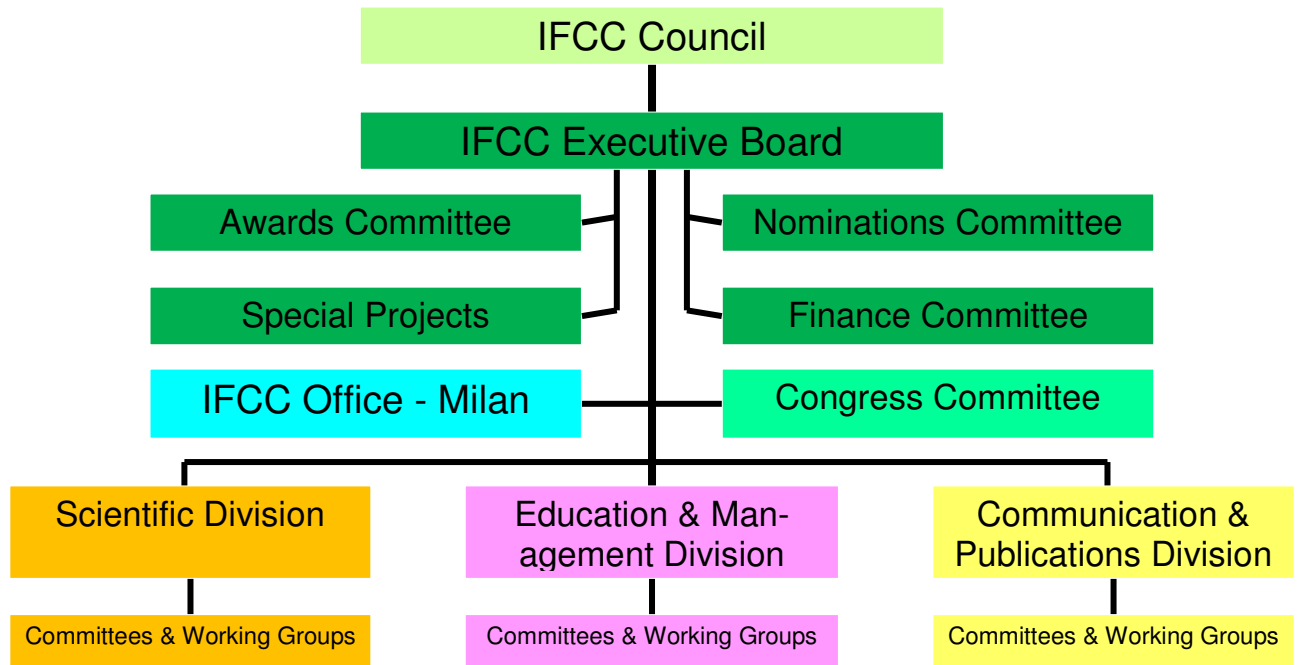 IFCC Council
IFCC Executive Board
Awards Committee
Nominations Committee
Special Projects
Finance Committee
IFCC Office - Milan
Congress Committee
Scientific Division
Education & Man-
agement Division
Communication &
Publications Division
Committees & Working Groups
Committees & Working Groups
Committees & Working Groups